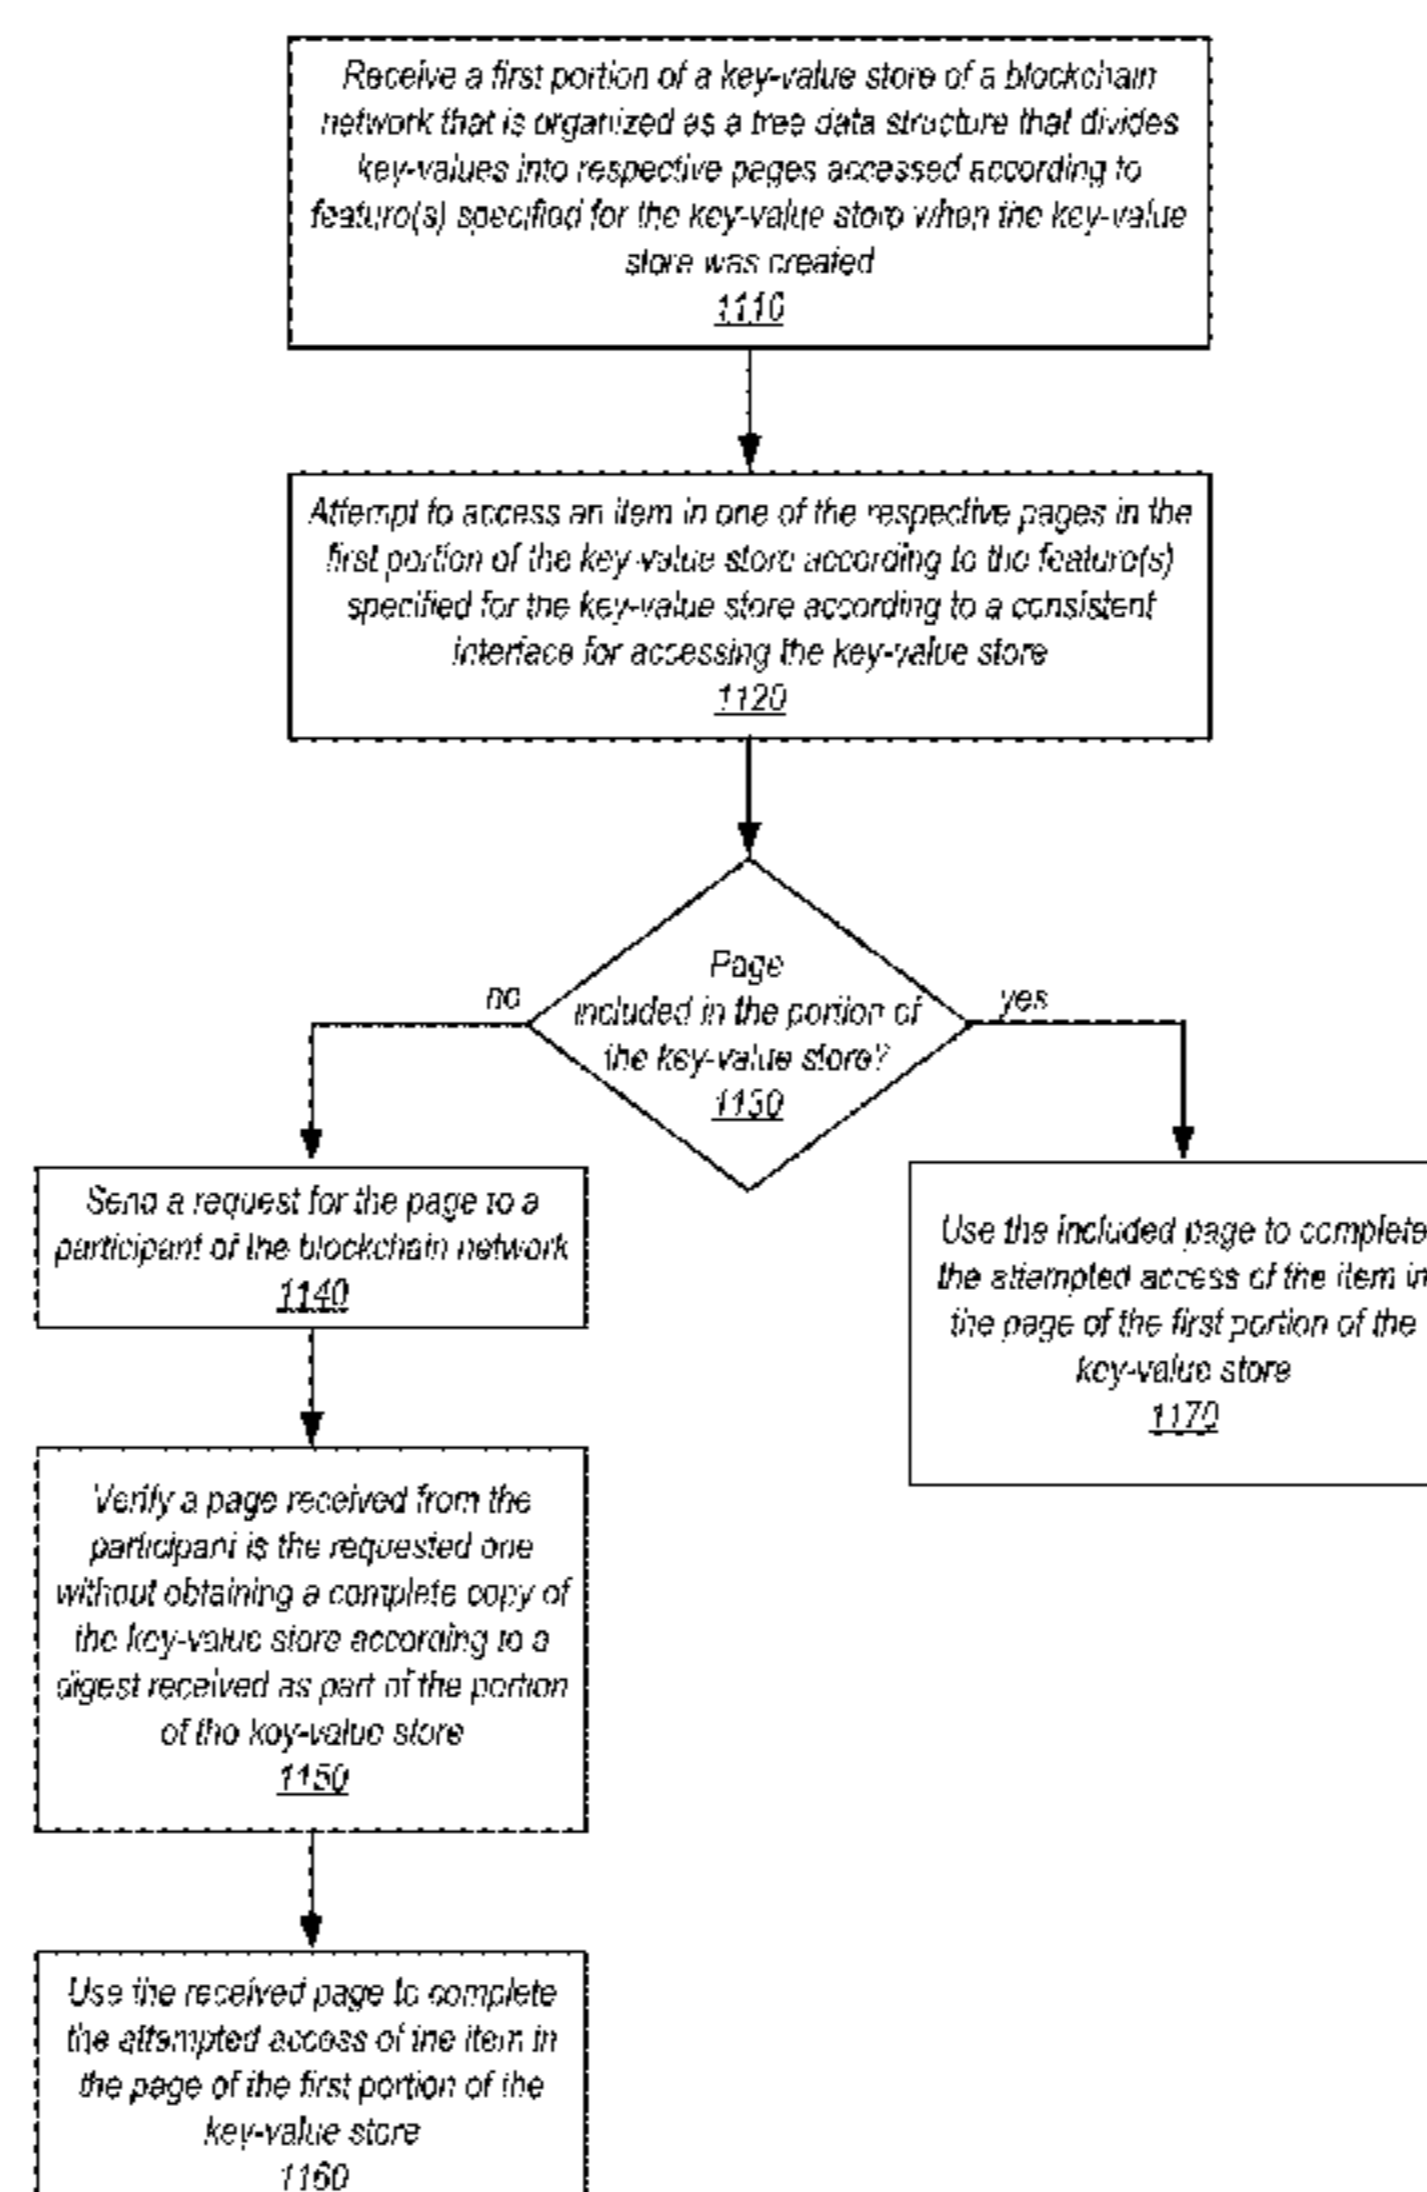 Receive a first portion of a key-value store of a blockchain
network that is organized as a tree data structure that divides
key-values into respective pages accessed according to
feature(s) specified for the key-value store when the key-value
store was created
1110
Attempt to access an item in one of the respective pages in the
first portion of the key-value store according to the feature(s)
specified for the key-value store according to a consistent
interface for accessing the key-value store
1120
Page
included in the portion of
the key-value store?
1130
no
yes
Send a request for the page to a
participant of the blockchain network
1140
Verify a page received from the
participant is the requested one
without obtaining a complete copy of
the key-value store according to a
digest received as part of the portion
of the key-value store
1150
Use the received page to complete
the attempted access of the item in
the page of the first portion of the
key-value store
1160
Use the included page to complete
the attempted access of the item in
the page of the first portion of the
key-value store
1170